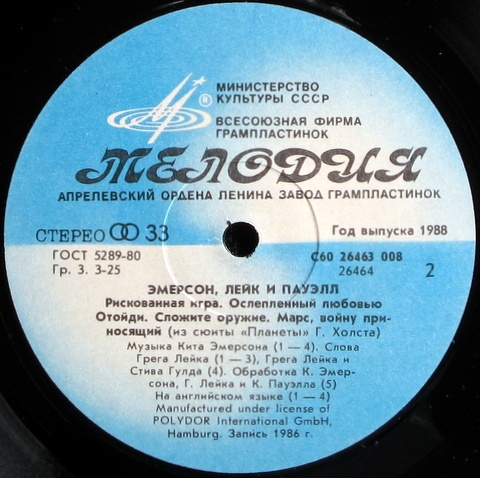 МИНИСТЕРСТВО
КУЛЬТУРЫ СССР
®
ВСЕСОЮЗНАЯ ФИРМА
ГРАМПЛАСТИНОК
МЕЛОДИЯ
АПРЕЛЕВСКИЙ ОРДЕНА ЛЕНИНА ЗАВОД ГРАМПЛАСТИНОК
СТЕРЕО 33
Год выпуска 1988
ГОСТ 5289-80
С60 26463 008
Гр. 3. 3-25
26464
2
ЭМЕРСОН, ЛЕЙК И ПАУЭЛЛ
Рискованная игра. Ослепленный любовью
Отойди. Сложите оружие. Марс, войну при-
носящий (из сюиты «Планеты» Г. Холста)
Музыка Кита Эмерсона (1 — 4). Слова
Грега Лейка (1 — 3), Грега Лейка и
Стива Гулда (4). Обработка К. Эмер-
сона, Г. Лейка и К. Пауэлла (5)
На английском языке (1 — 4)
Manufactured under license of
POLYDOR International GmbH,
Hamburg. Запись 1986 г.